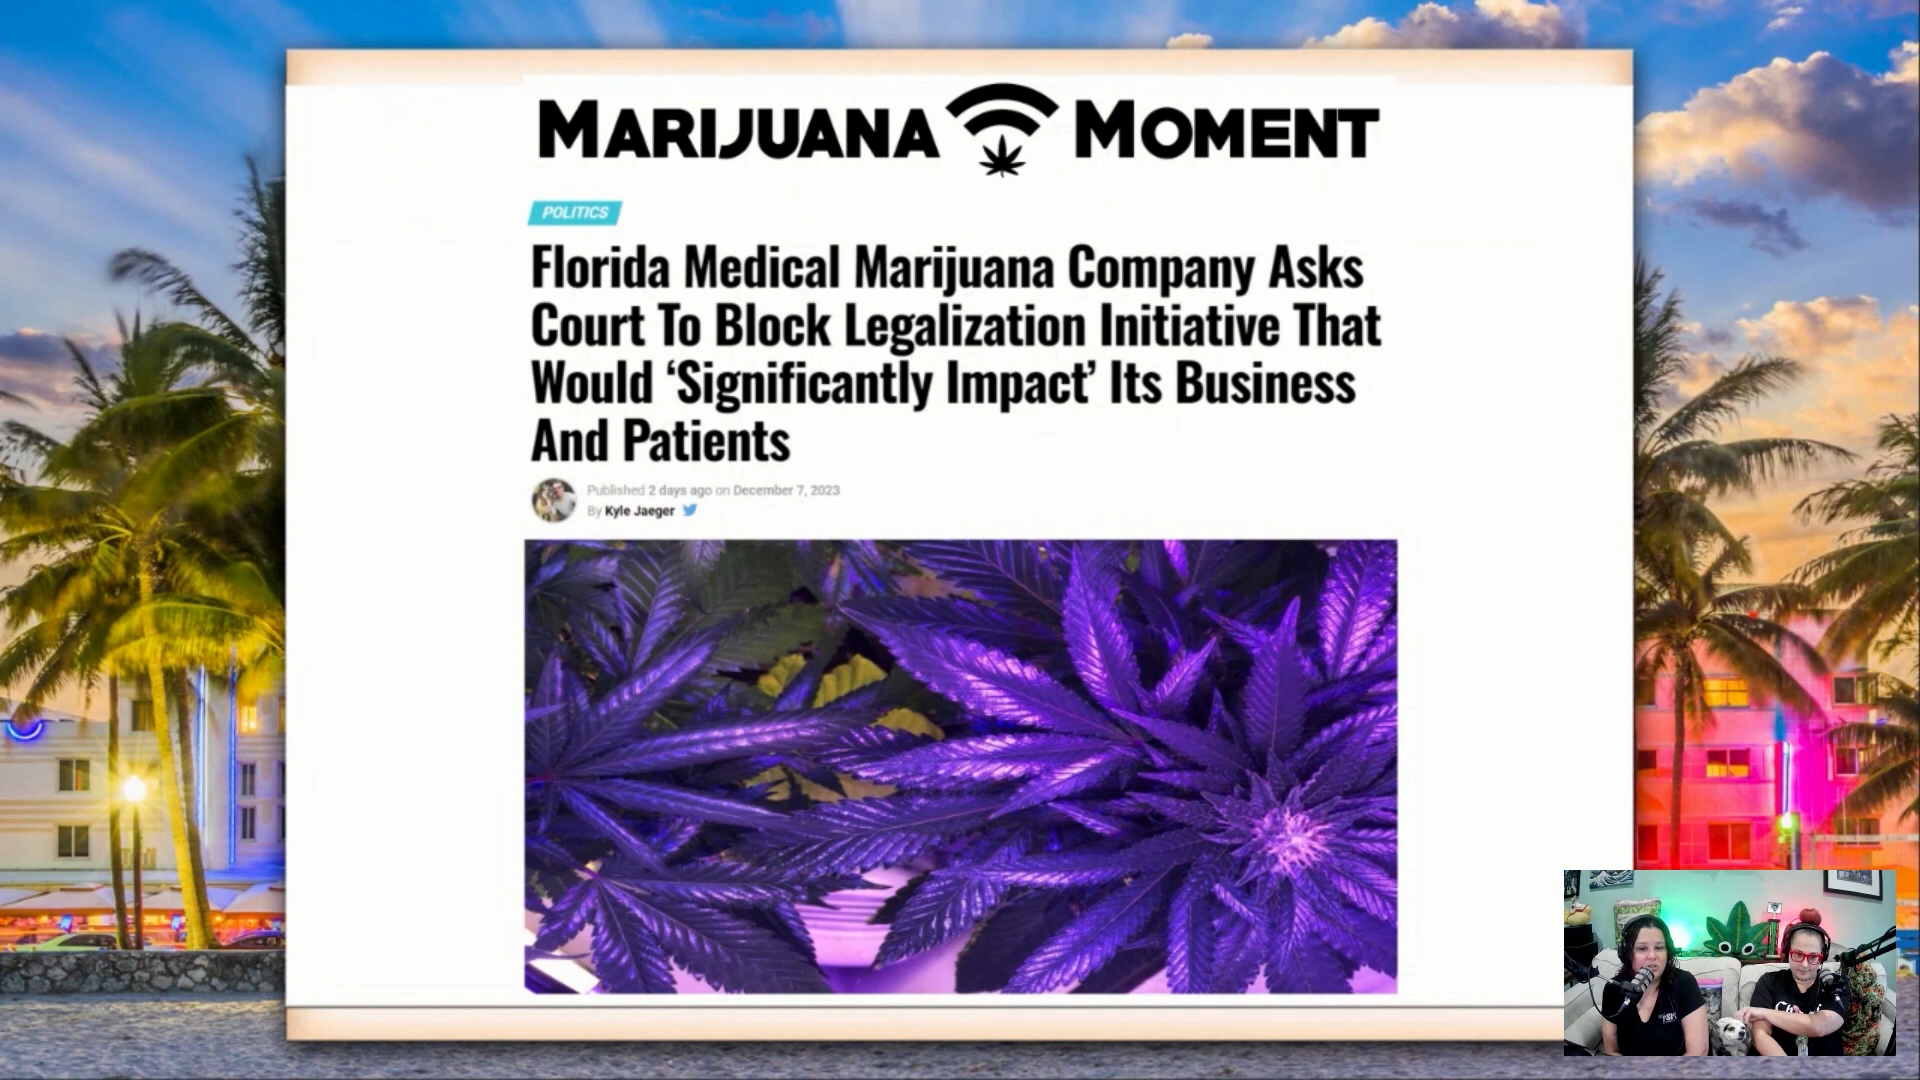 MARIJUANA MOMENT
POLITICS
Florida Medical Marijuana Company Asks
Court To Block Legalization Initiative That
Would ‘Significantly Impact’ Its Business
And Patients
Published 2 days ago on December 7, 2023
By Kyle Jaeger